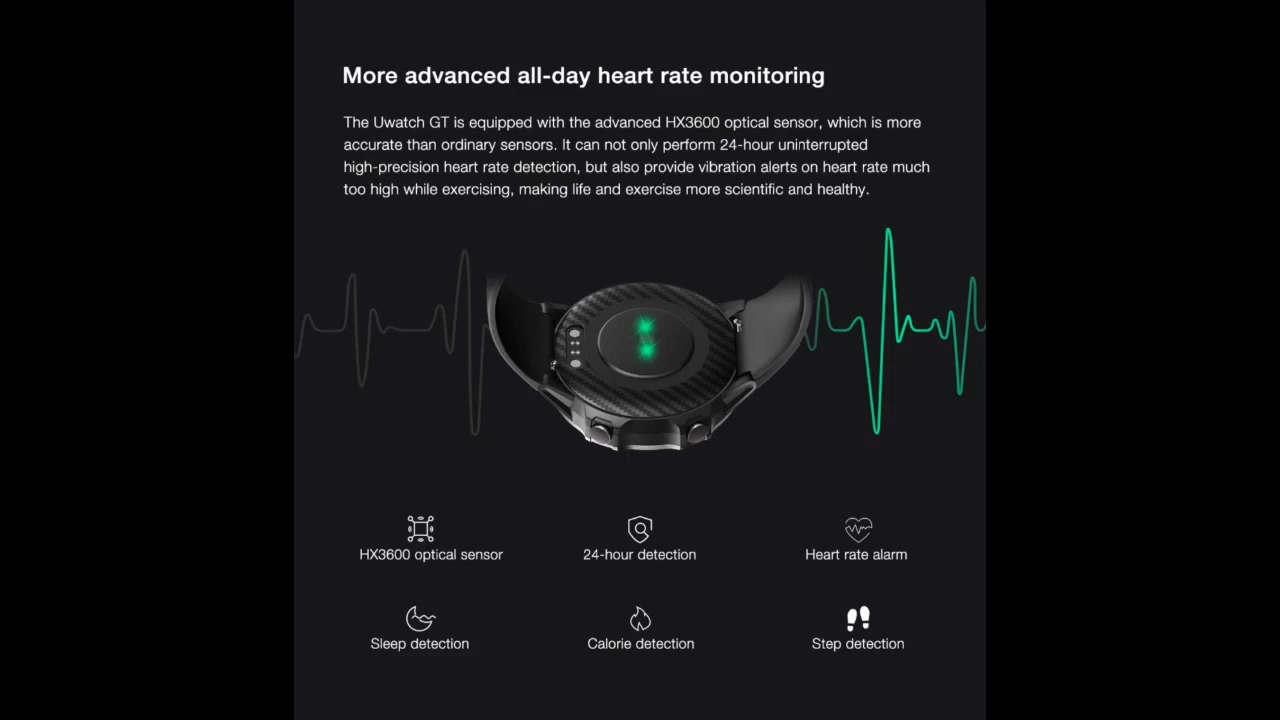 More advanced all-day heart rate monitoring
The Uwatch GT is equipped with the advanced HX3600 optical sensor, which is more
accurate than ordinary sensors. It can not only perform 24-hour uninterrupted
high-precision heart rate detection, but also provide vibration alerts on heart rate much
too high while exercising, making life and exercise more scientific and healthy.
HX3600 optical sensor
24-hour detection
Heart rate alarm
Sleep detection
Calorie detection
Step detection